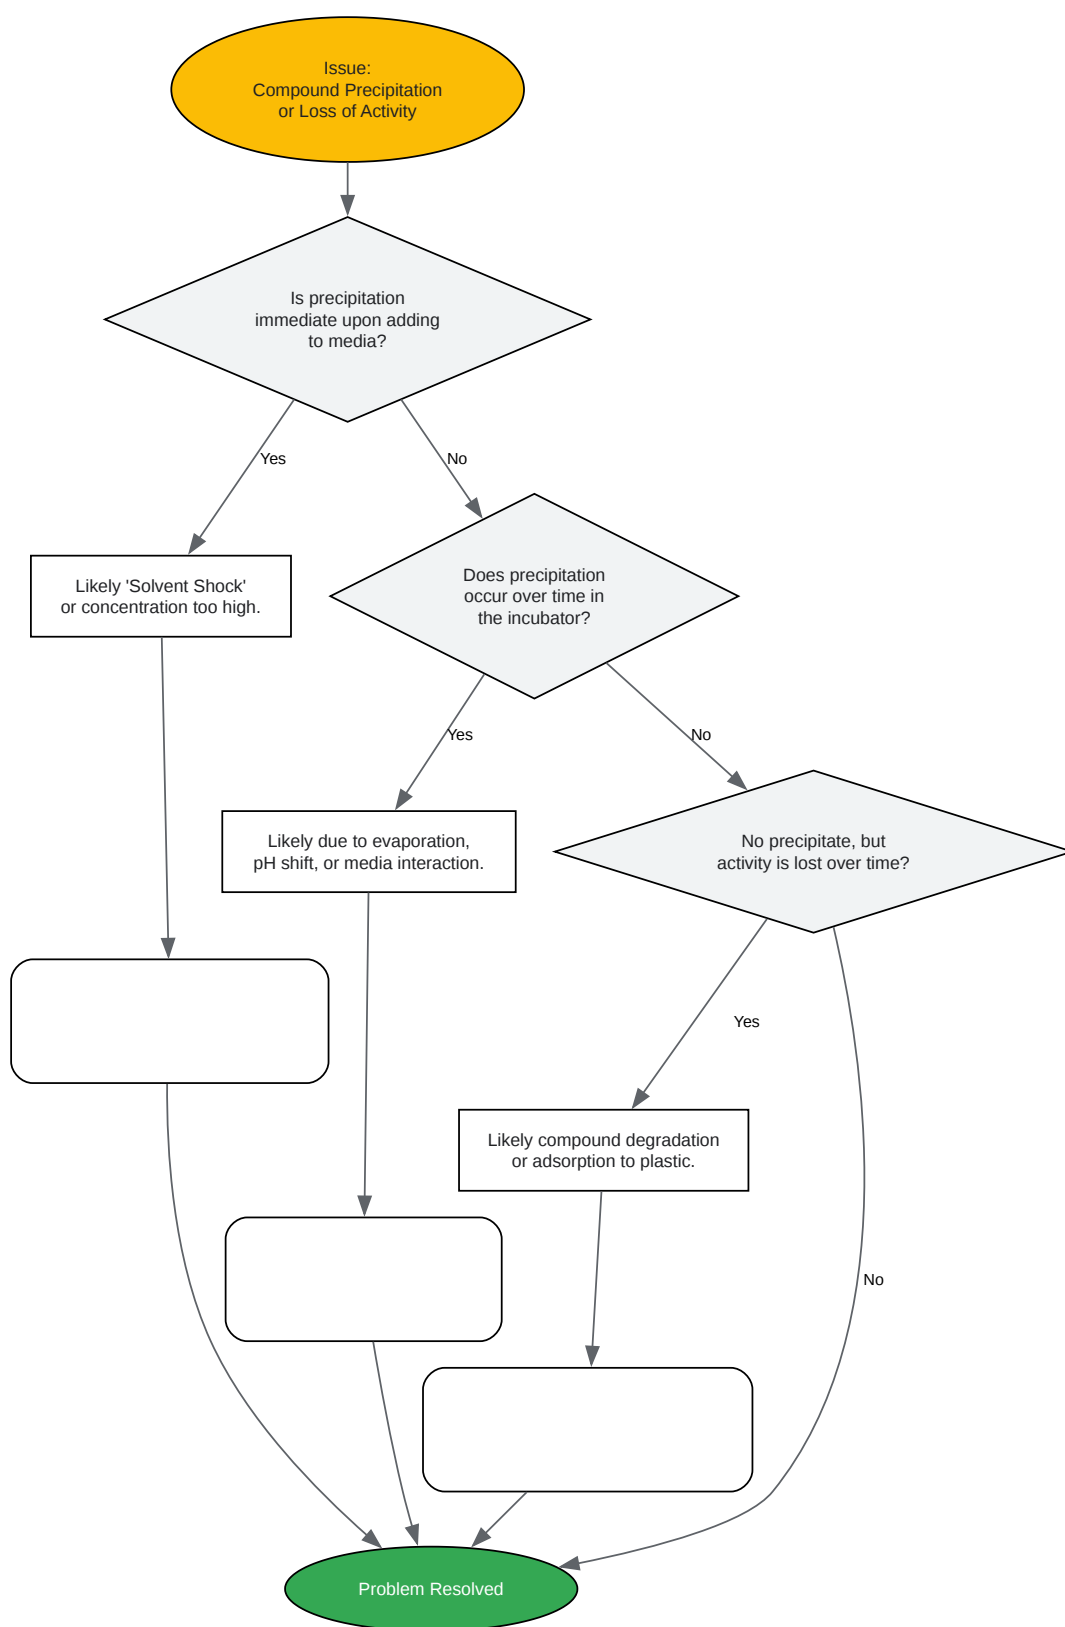 Issue:
Compound Precipitation
or Loss of Activity
Is precipitation
immediate upon adding
to media?
Yes
No
Likely 'Solvent Shock'
or concentration too high.
Does precipitation
occur over time in
the incubator?
Yes
No
Likely due to evaporation,
pH shift, or media interaction.
No precipitate, but
activity is lost over time?
Yes
Likely compound degradation
or adsorption to plastic.
No
Problem Resolved